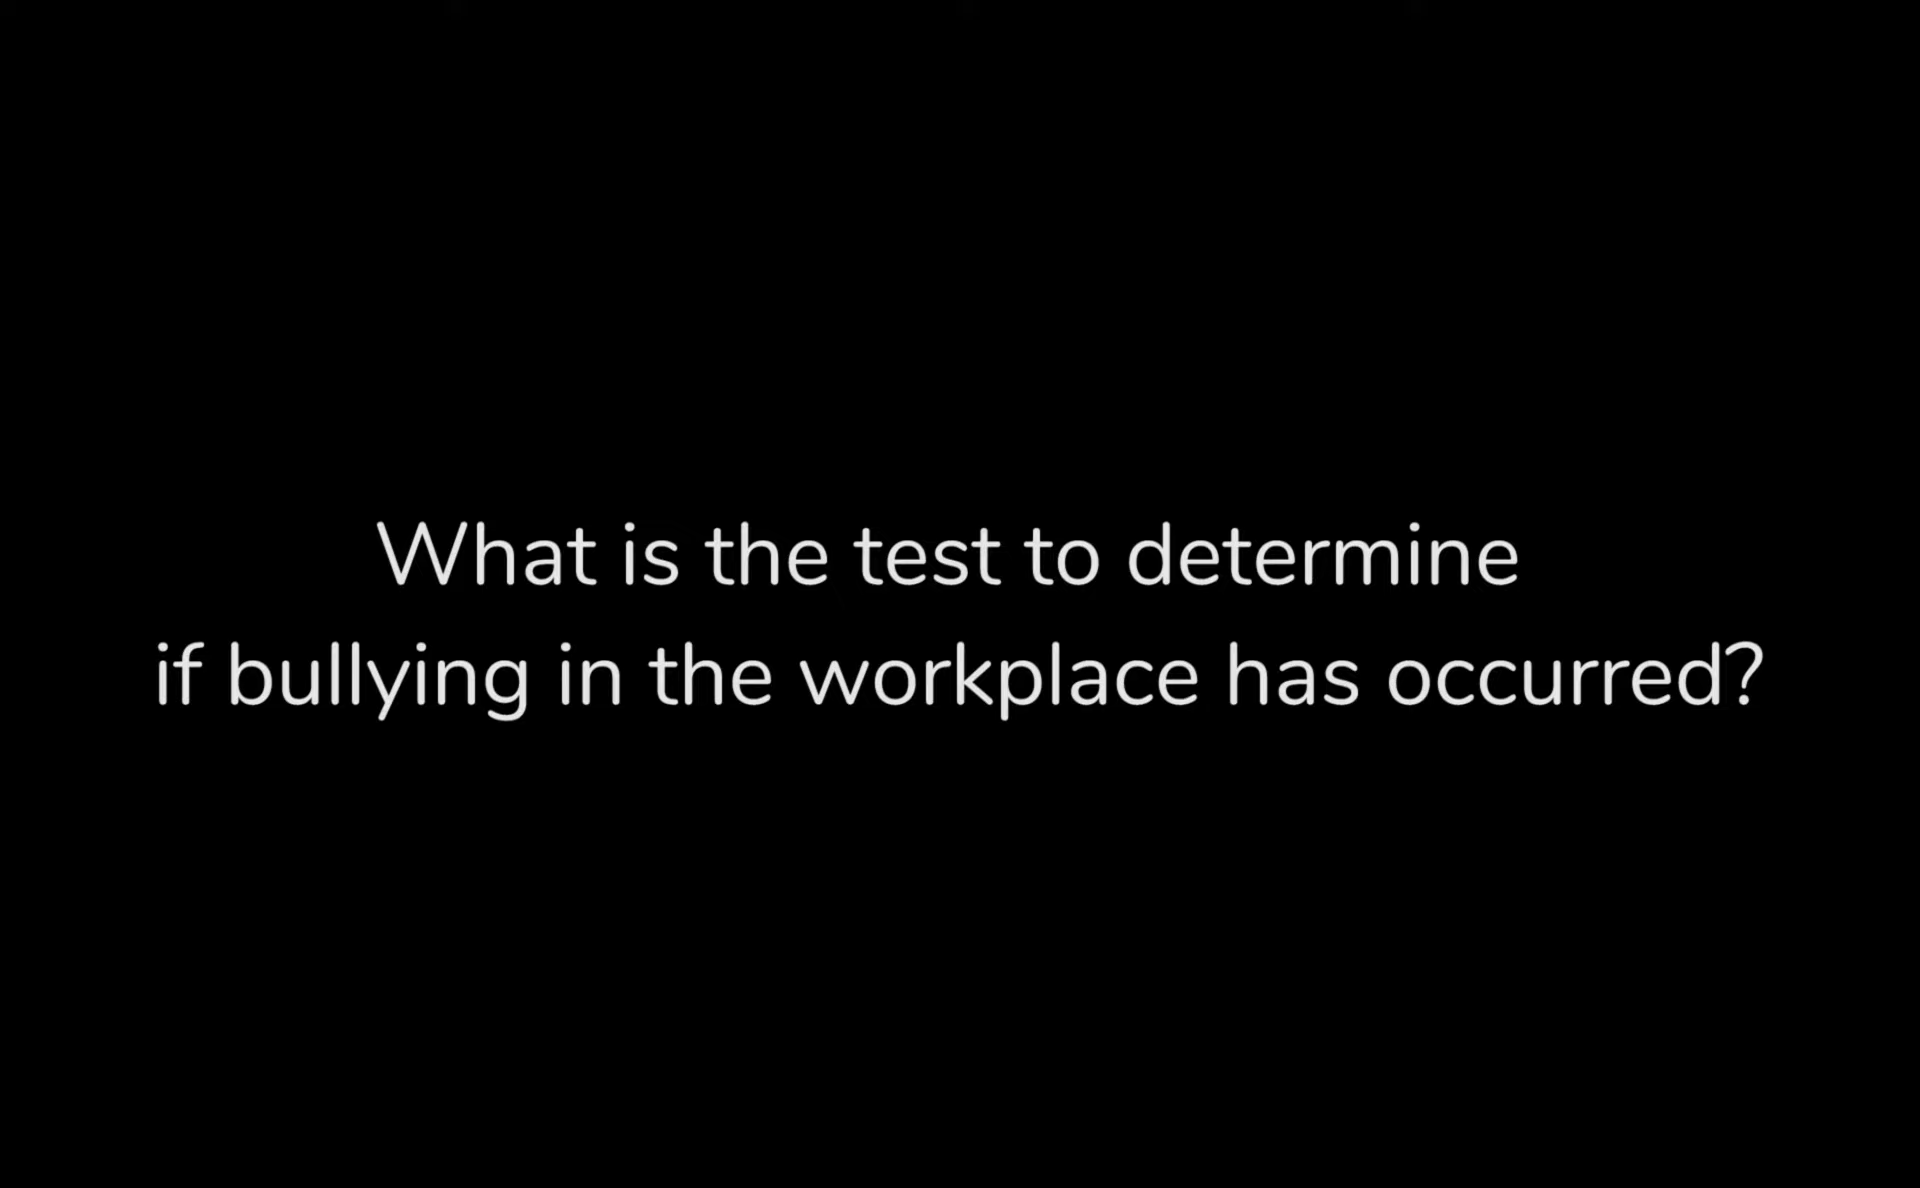 What is the test to determine
if bullying in the workplace has occurred?